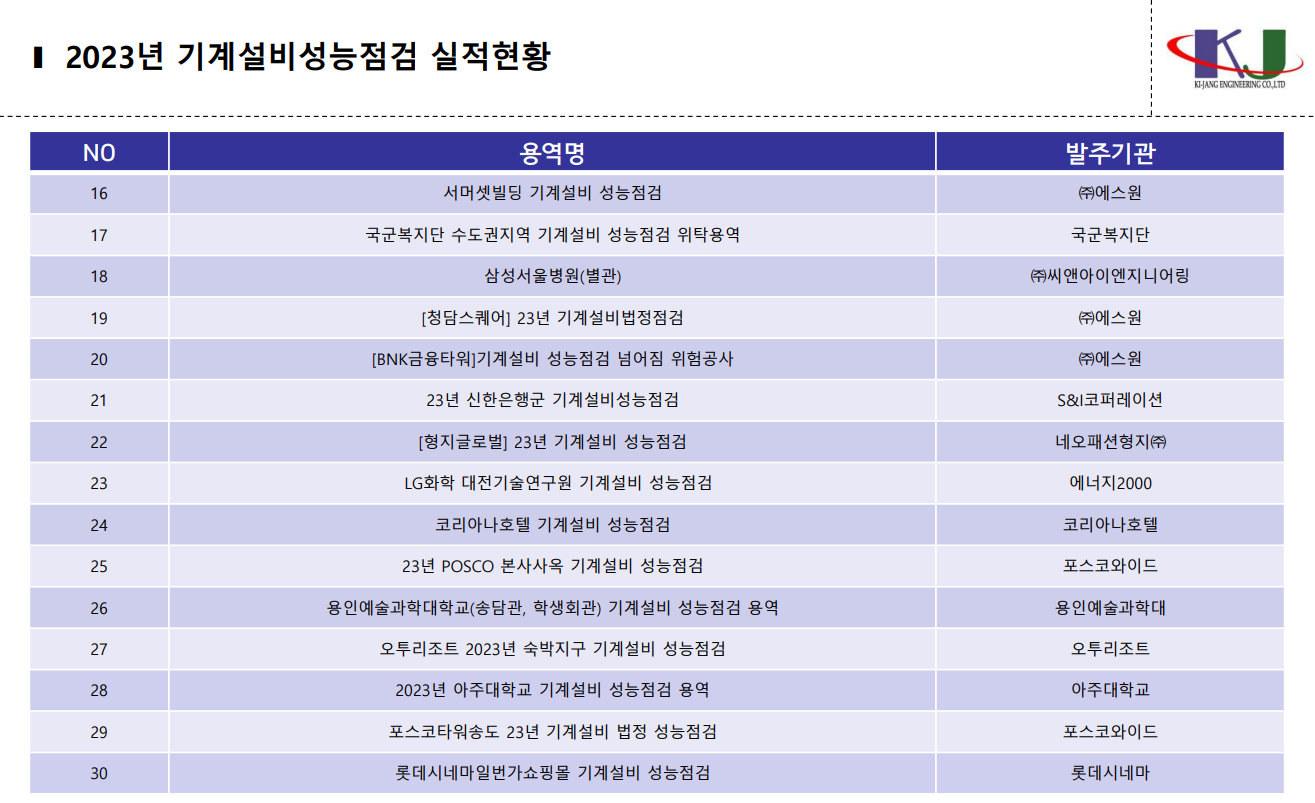 2023년 기계설비성능점검 실적현황
KJ
KI-JANG ENGINEERING CO.,LTD
NO 용역명 발주기관
16 서머셋빌딩 기계설비 성능점검 ㈜에스원
17 국군복지단 수도권지역 기계설비 성능점검 위탁용역 국군복지단
18 삼성서울병원(별관) ㈜씨앤아이엔지니어링
19 [청담스퀘어] 23년 기계설비법정점검 ㈜에스원
20 [BNK금융타워]기계설비 성능점검 넘어짐 위험공사 ㈜에스원
21 23년 신한은행군 기계설비성능점검 S&I코퍼레이션
22 [형지글로벌] 23년 기계설비 성능점검 네오패션형지㈜
23 LG화학 대전기술연구원 기계설비 성능점검 에너지2000
24 코리아나호텔 기계설비 성능점검 코리아나호텔
25 23년 POSCO 본사사옥 기계설비 성능점검 포스코와이드
26 용인예술과학대학교(송담관, 학생회관) 기계설비 성능점검 용역 용인예술과학대
27 오투리조트 2023년 숙박지구 기계설비 성능점검 오투리조트
28 2023년 아주대학교 기계설비 성능점검 용역 아주대학교
29 포스코타워송도 23년 기계설비 법정 성능점검 포스코와이드
30 롯데시네마일번가쇼핑몰 기계설비 성능점검 롯데시네마